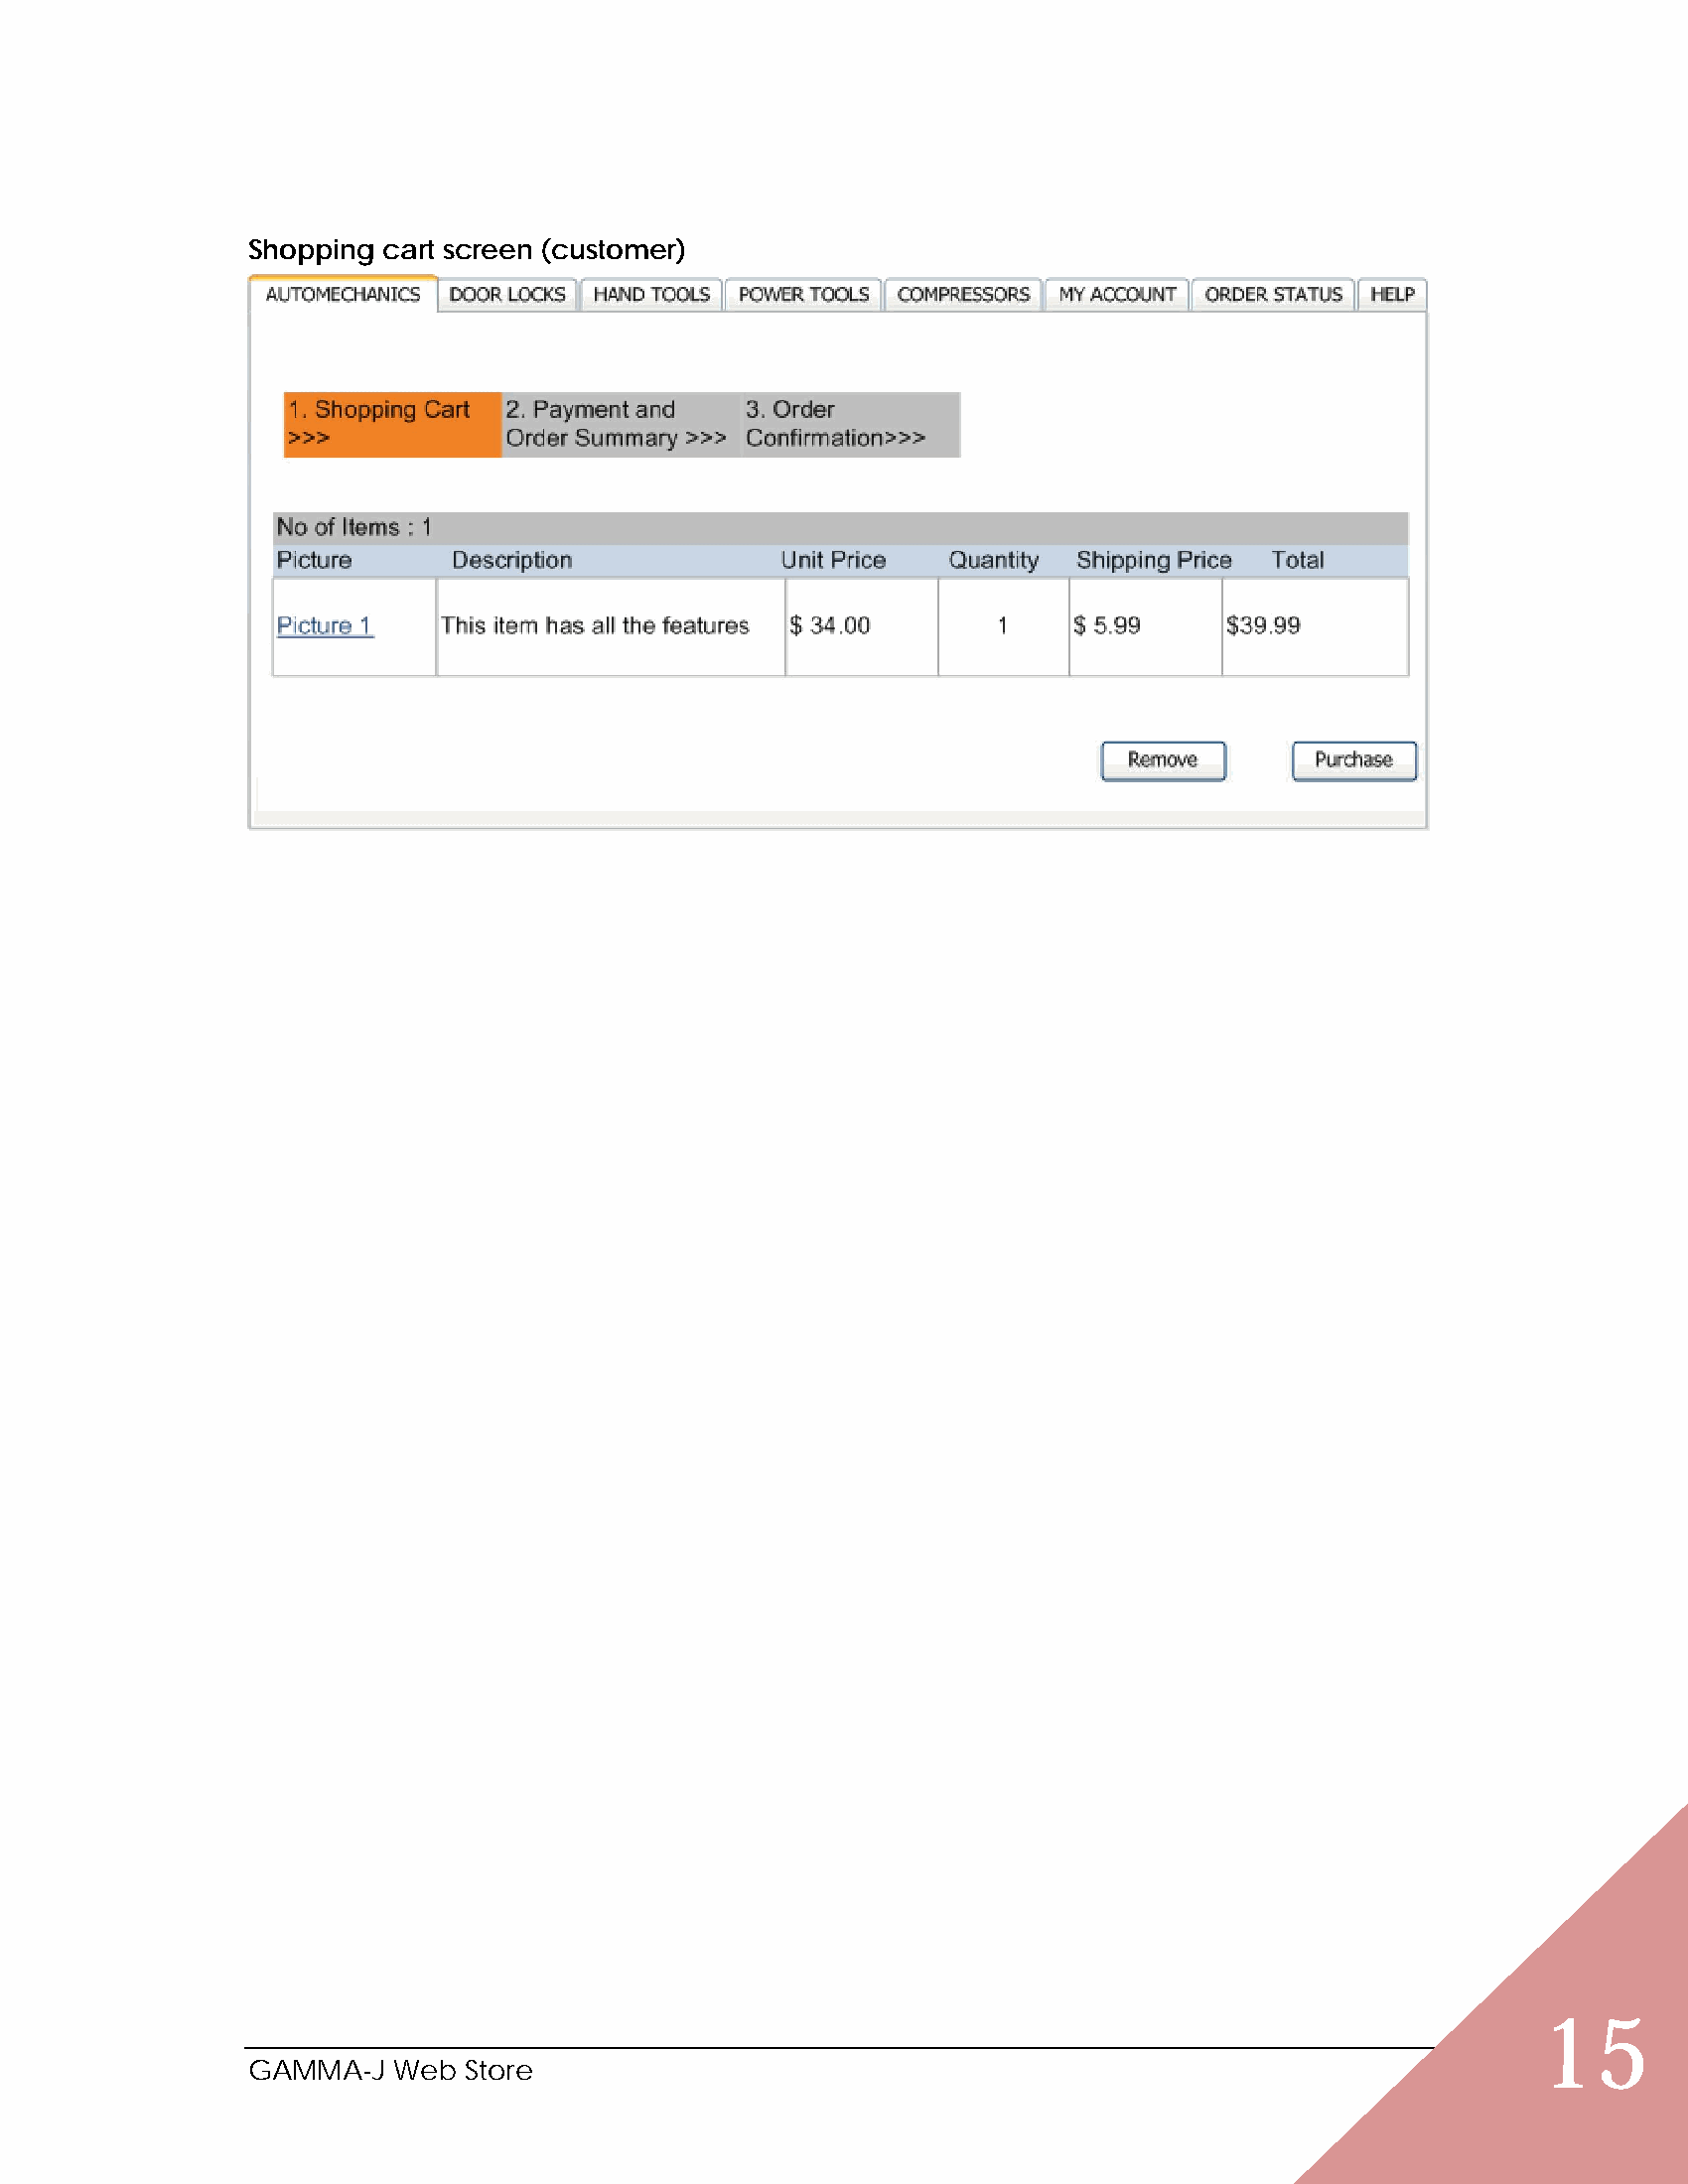 Shopping cart screen (customer)
AUTOMECHANICS DOOR LOCKS HAND TOOLS POWER TOOLS COMPRESSORS MY ACCOUNT ORDER STATUS HELP
1. Shopping Cart 2. Payment and 3. Order
>>> Order Summary >>> Confirmation>>>
No of Items : 1
Picture Description Unit Price Quantity Shipping Price Total
Picture 1 This item has all the features $ 34.00 1 $ 5.99 $39.99
Remove Purchase
GAMMA-J Web Store
15